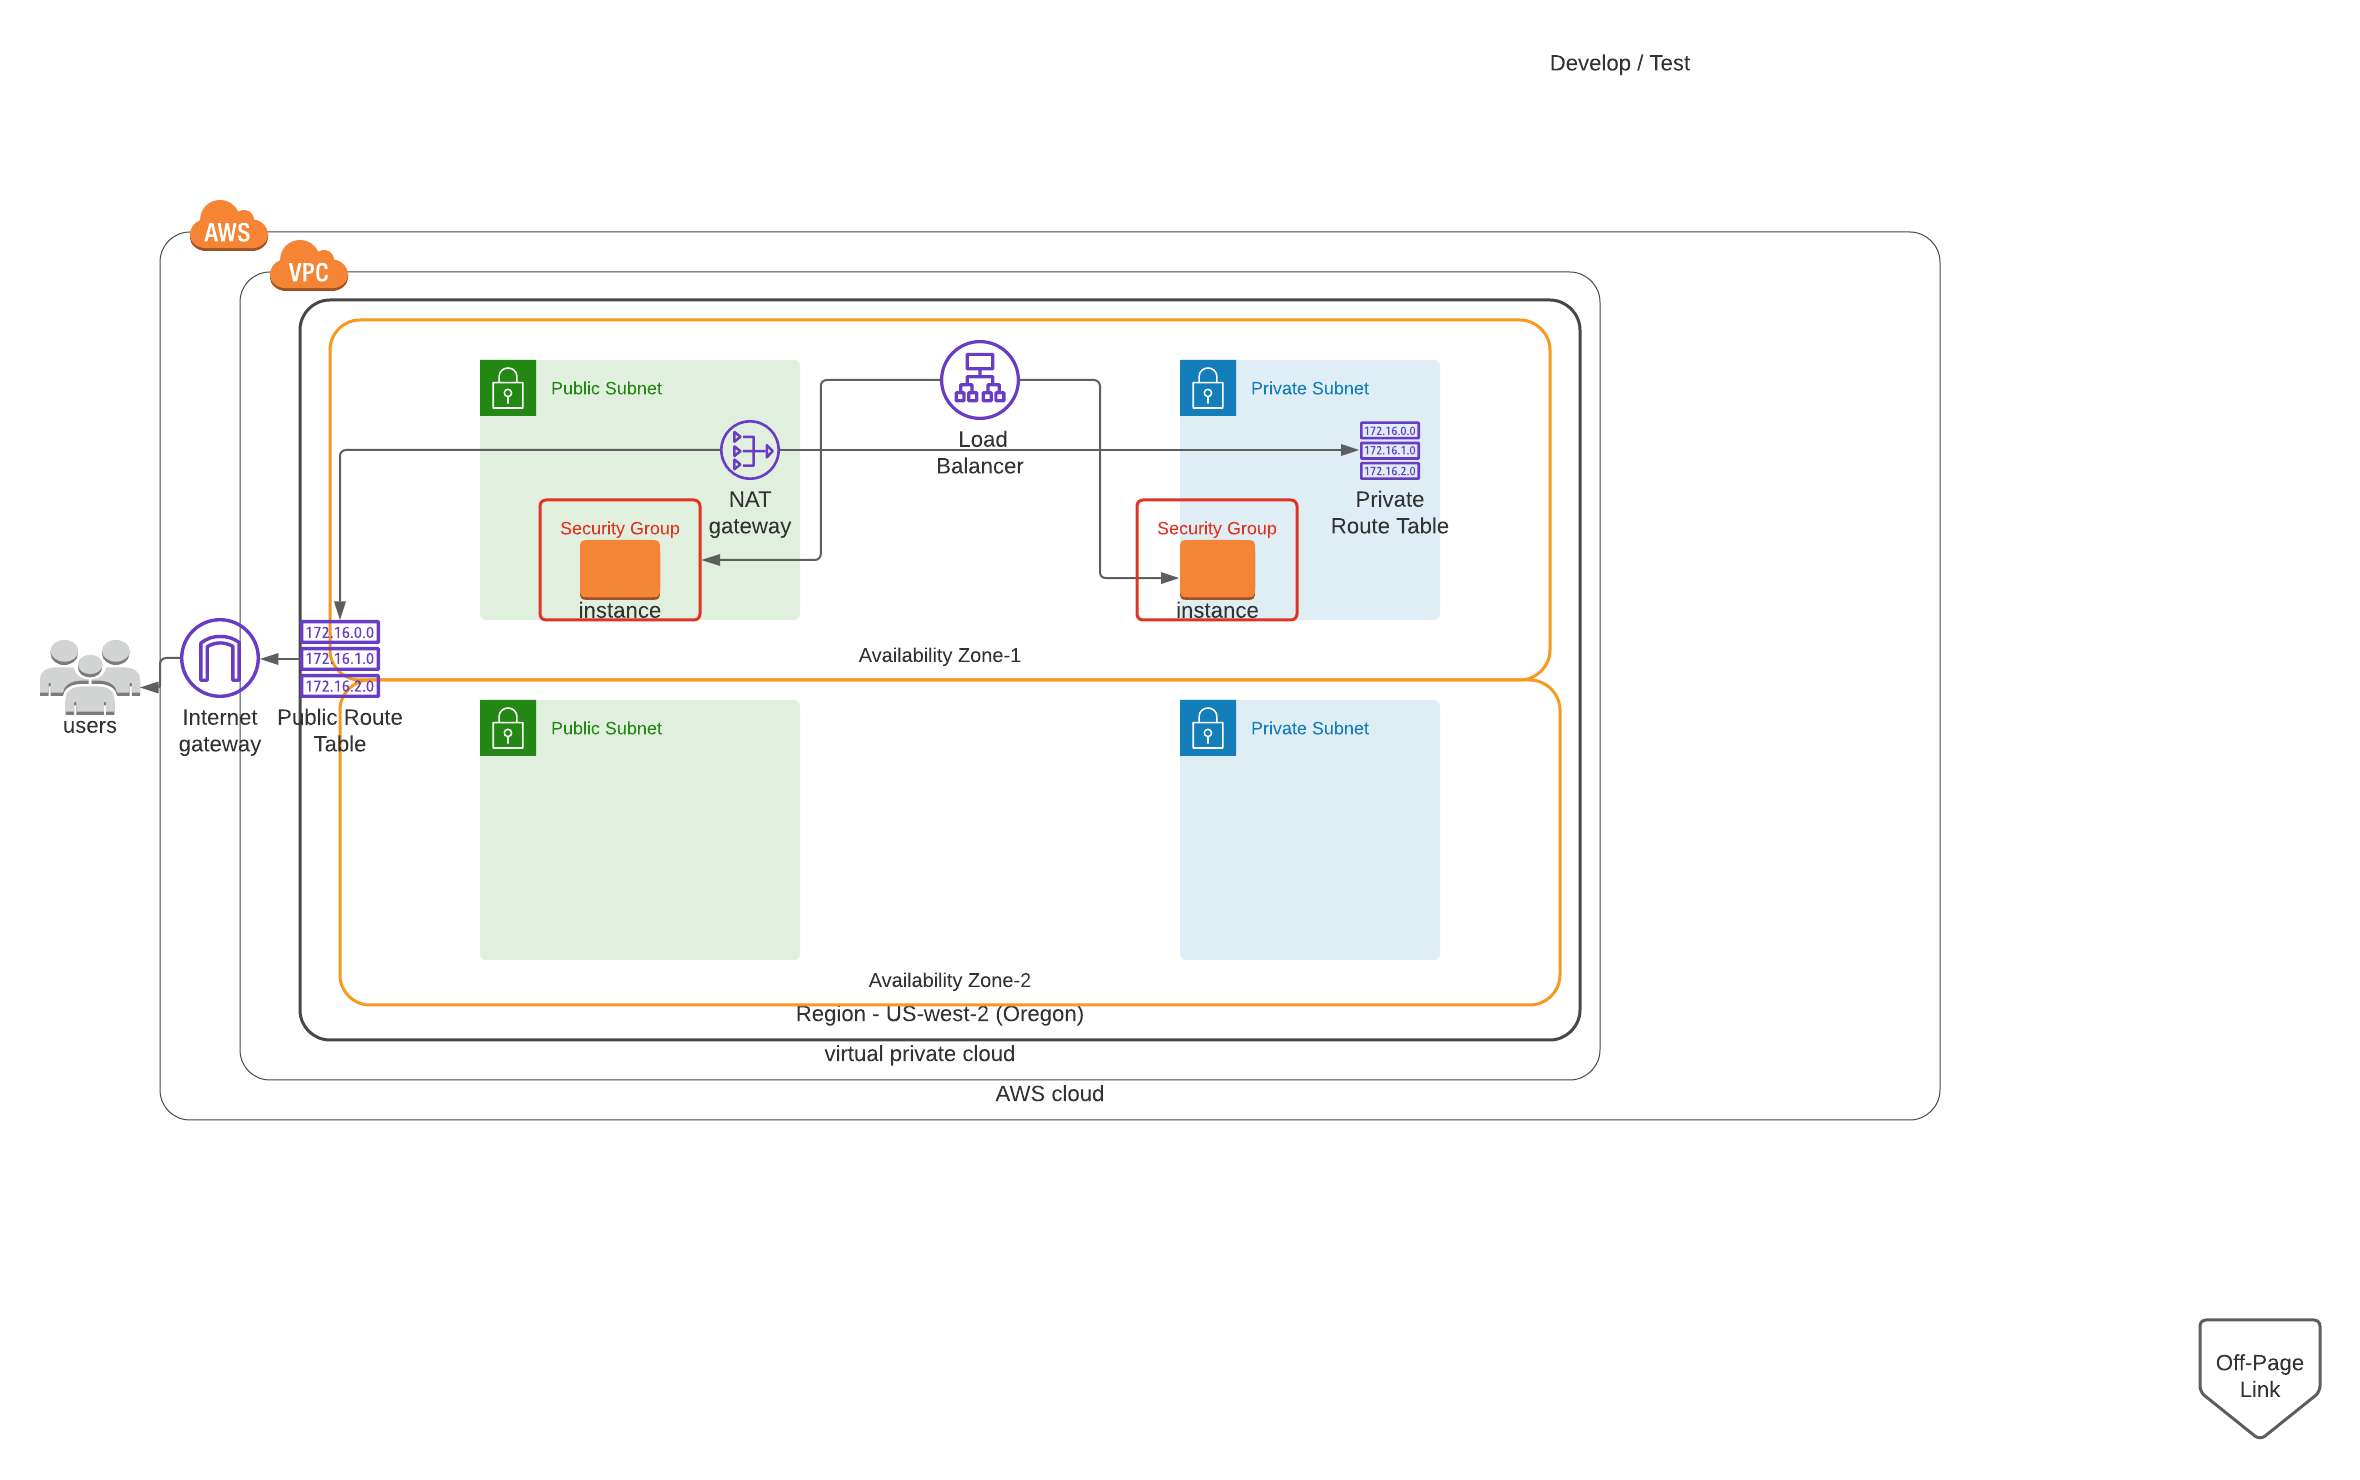 Develop / Test
AWS
VPC
Public Subnet
Private Subnet
Load
Balancer
172.16.0.0
172.16.1.0
172.16.2.0
NAT
gateway
Private
Route Table
Security Group
instance
Security Group
instance
172.16.0.0
172.16.1.0
172.16.2.0
Availability Zone-1
users
Internet
gateway
Public Route
Table
Public Subnet
Private Subnet
Availability Zone-2
Region - US-west-2 (Oregon)
virtual private cloud
AWS cloud
Off-Page
Link